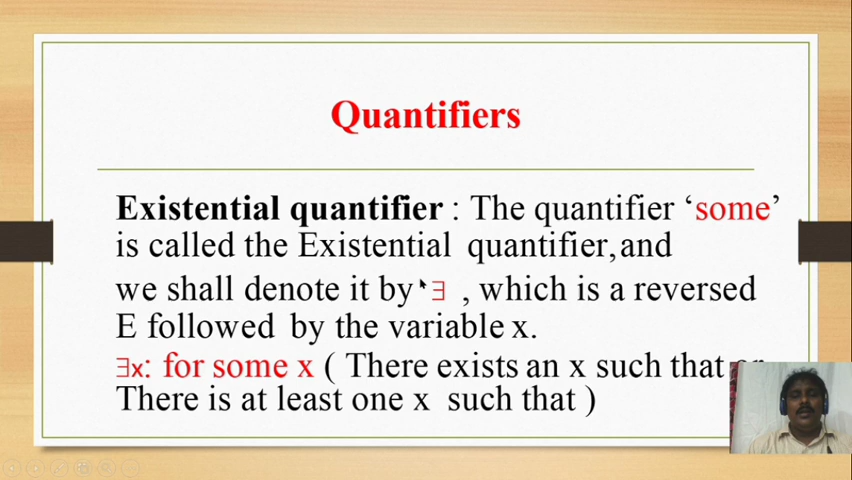 Quantifiers
Existential quantifier : The quantifier ‘some’
is called the Existential quantifier, and
we shall denote it by ∃ , which is a reversed
E followed by the variable x.
∃x: for some x ( There exists an x such that or
There is at least one x such that )